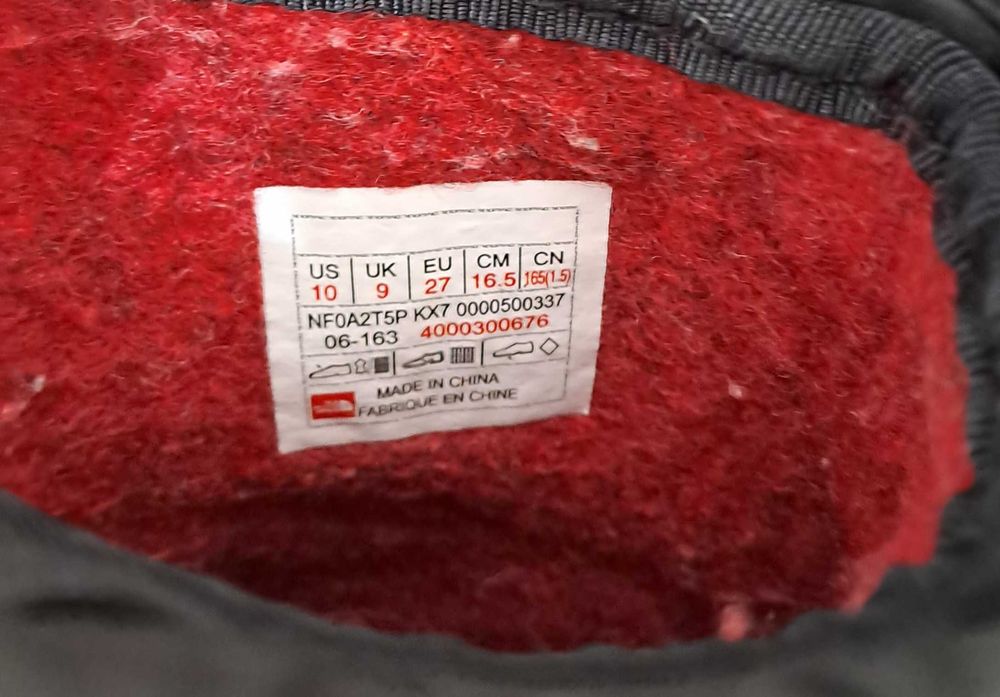 US UK EU CM CN
10 9 27 16.5 165(1.5)
NF0A2T5P KX7 0000500337
06-163 4000300676
MADE IN CHINA
FABRIQUE EN CHINE